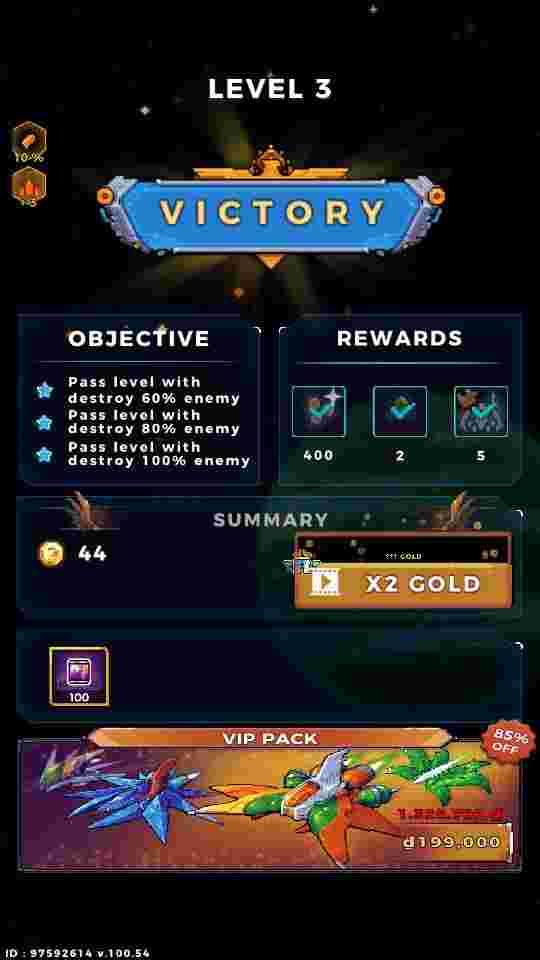 LEVEL 3
10%
VICTORY
OBJECTIVE
Pass level with
destroy 60% enemy
Pass level with
destroy 80% enemy
Pass level with
destroy 100% enemy
REWARDS
400
2
5
SUMMARY
44
GOLD
X2 GOLD
100
VIP PACK
85%
OFF
đ199,000
ID : 97592614 v.100.54